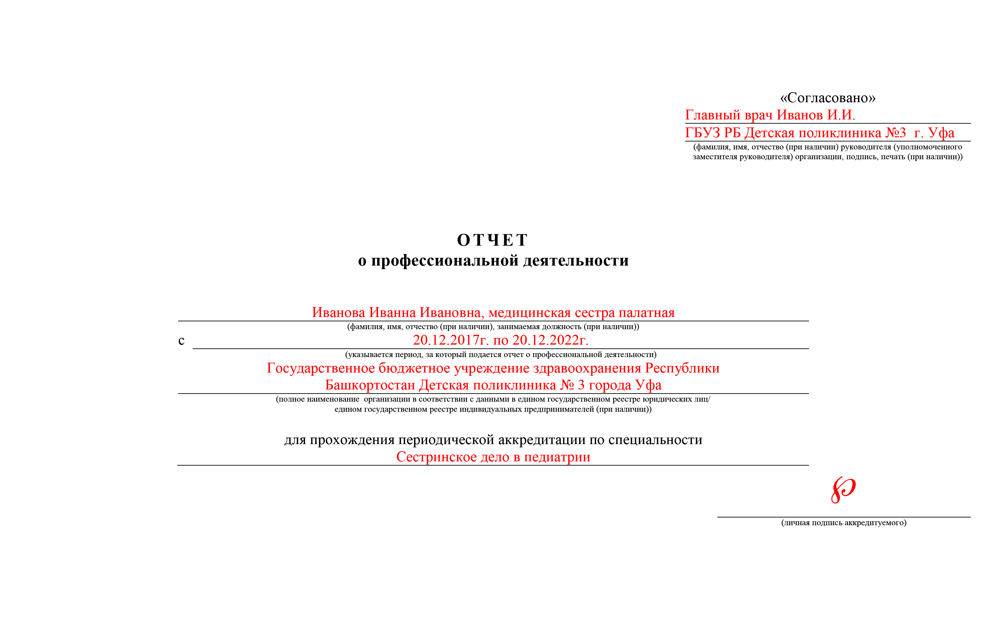 «Согласовано»
Главный врач Иванов И.И.
ГБУЗ РБ Детская поликлиника №3 г. Уфа
(фамилия, имя, отчество (при наличии) руководителя (уполномоченного
заместителя руководителя) организации, подпись, печать (при наличии))
ОТЧЕТ
о профессиональной деятельности
Иванова Иванна Ивановна, медицинская сестра палатная
(фамилия, имя, отчество (при наличии), занимаемая должность (при наличии))
с 20.12.2017г. по 20.12.2022г.
(указывается период, за который подается отчет о профессиональной деятельности)
Государственное бюджетное учреждение здравоохранения Республики
Башкортостан Детская поликлиника № 3 города Уфа
(полное наименование организации в соответствии с данными в едином государственном реестре юридических лиц/
едином государственном реестре индивидуальных предпринимателей (при наличии))
для прохождения периодической аккредитации по специальности
Сестринское дело в педиатрии
(личная подпись аккредитуемого)